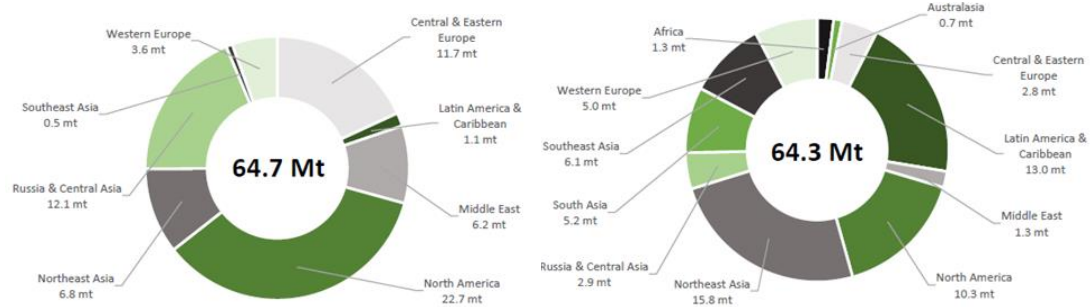 Western Europe
3.6 mt
Central & Eastern
Europe
11.7 mt
Southeast Asia
0.5 mt
Latin America &
Caribbean
1.1 mt
64.7 Mt
Russia & Central Asia
12.1 mt
Middle East
6.2 mt
Northeast Asia
6.8 mt
North America
22.7 mt
Africa
1.3 mt
Australasia
0.7 mt
Western Europe
5.0 mt
Central & Eastern
Europe
2.8 mt
Southeast Asia
6.1 mt
64.3 Mt
Latin America &
Caribbean
13.0 mt
South Asia
5.2 mt
Middle East
1.3 mt
Russia & Central Asia
2.9 mt
Northeast Asia
15.8 mt
North America
10.3 mt